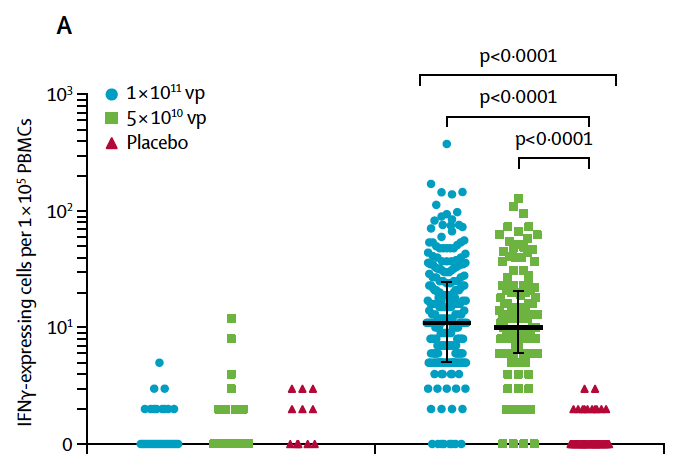 A
p<0·0001
p<0·0001
p<0·0001
1×10¹¹ vp
5×10¹⁰ vp
Placebo
IFNγ-expressing cells per 1×10⁵ PBMCs
10³
10²
10¹
0